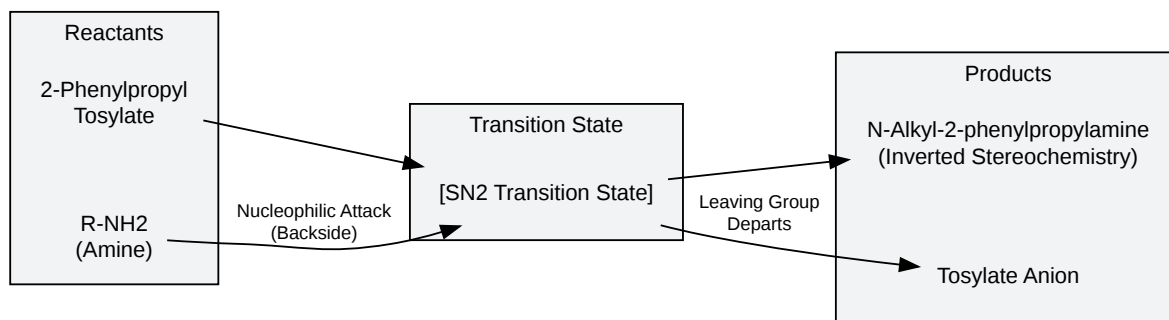 Reactants
2-Phenylpropyl
Tosylate
R-NH2
(Amine)
Nucleophilic Attack
(Backside)
Transition State
[SN2 Transition State]
Leaving Group
Departs
Products
N-Alkyl-2-phenylpropylamine
(Inverted Stereochemistry)
Tosylate Anion